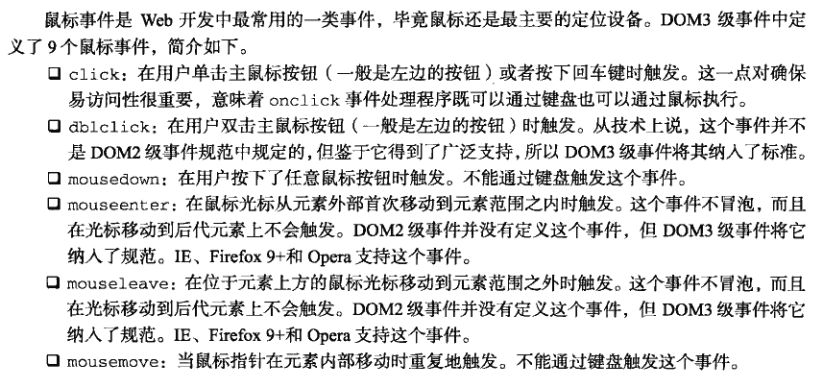 鼠标事件是 Web 开发中最常用的一类事件，毕竟鼠标还是最主要的定位设备。DOM3 级事件中定
义了 9 个鼠标事件，简介如下。
❑ click：在用户单击主鼠标按钮（一般是左边的按钮）或者按下回车键时触发。这一点对确保
易访问性很重要，意味着 onclick 事件处理程序既可以通过键盘也可以通过鼠标执行。
❑ dblclick：在用户双击主鼠标按钮（一般是左边的按钮）时触发。从技术上说，这个事件并不
是 DOM2 级事件规范中规定的，但鉴于它得到了广泛支持，所以 DOM3 级事件将其纳入了标准。
❑ mousedown：在用户按下了任意鼠标按钮时触发。不能通过键盘触发这个事件。
❑ mouseenter：在鼠标光标从元素外部首次移动到元素范围之内时触发。这个事件不冒泡，而且
在光标移动到后代元素上不会触发。DOM2 级事件并没有定义这个事件，但 DOM3 级事件将它
纳入了规范。IE、Firefox 9+和 Opera 支持这个事件。
❑ mouseleave：在位于元素上方的鼠标光标移动到元素范围之外时触发。这个事件不冒泡，而且
在光标移动到后代元素上不会触发。DOM2 级事件并没有定义这个事件，但 DOM3 级事件将它
纳入了规范。IE、Firefox 9+和 Opera 支持这个事件。
❑ mousemove：当鼠标指针在元素内部移动时重复地触发。不能通过键盘触发这个事件。